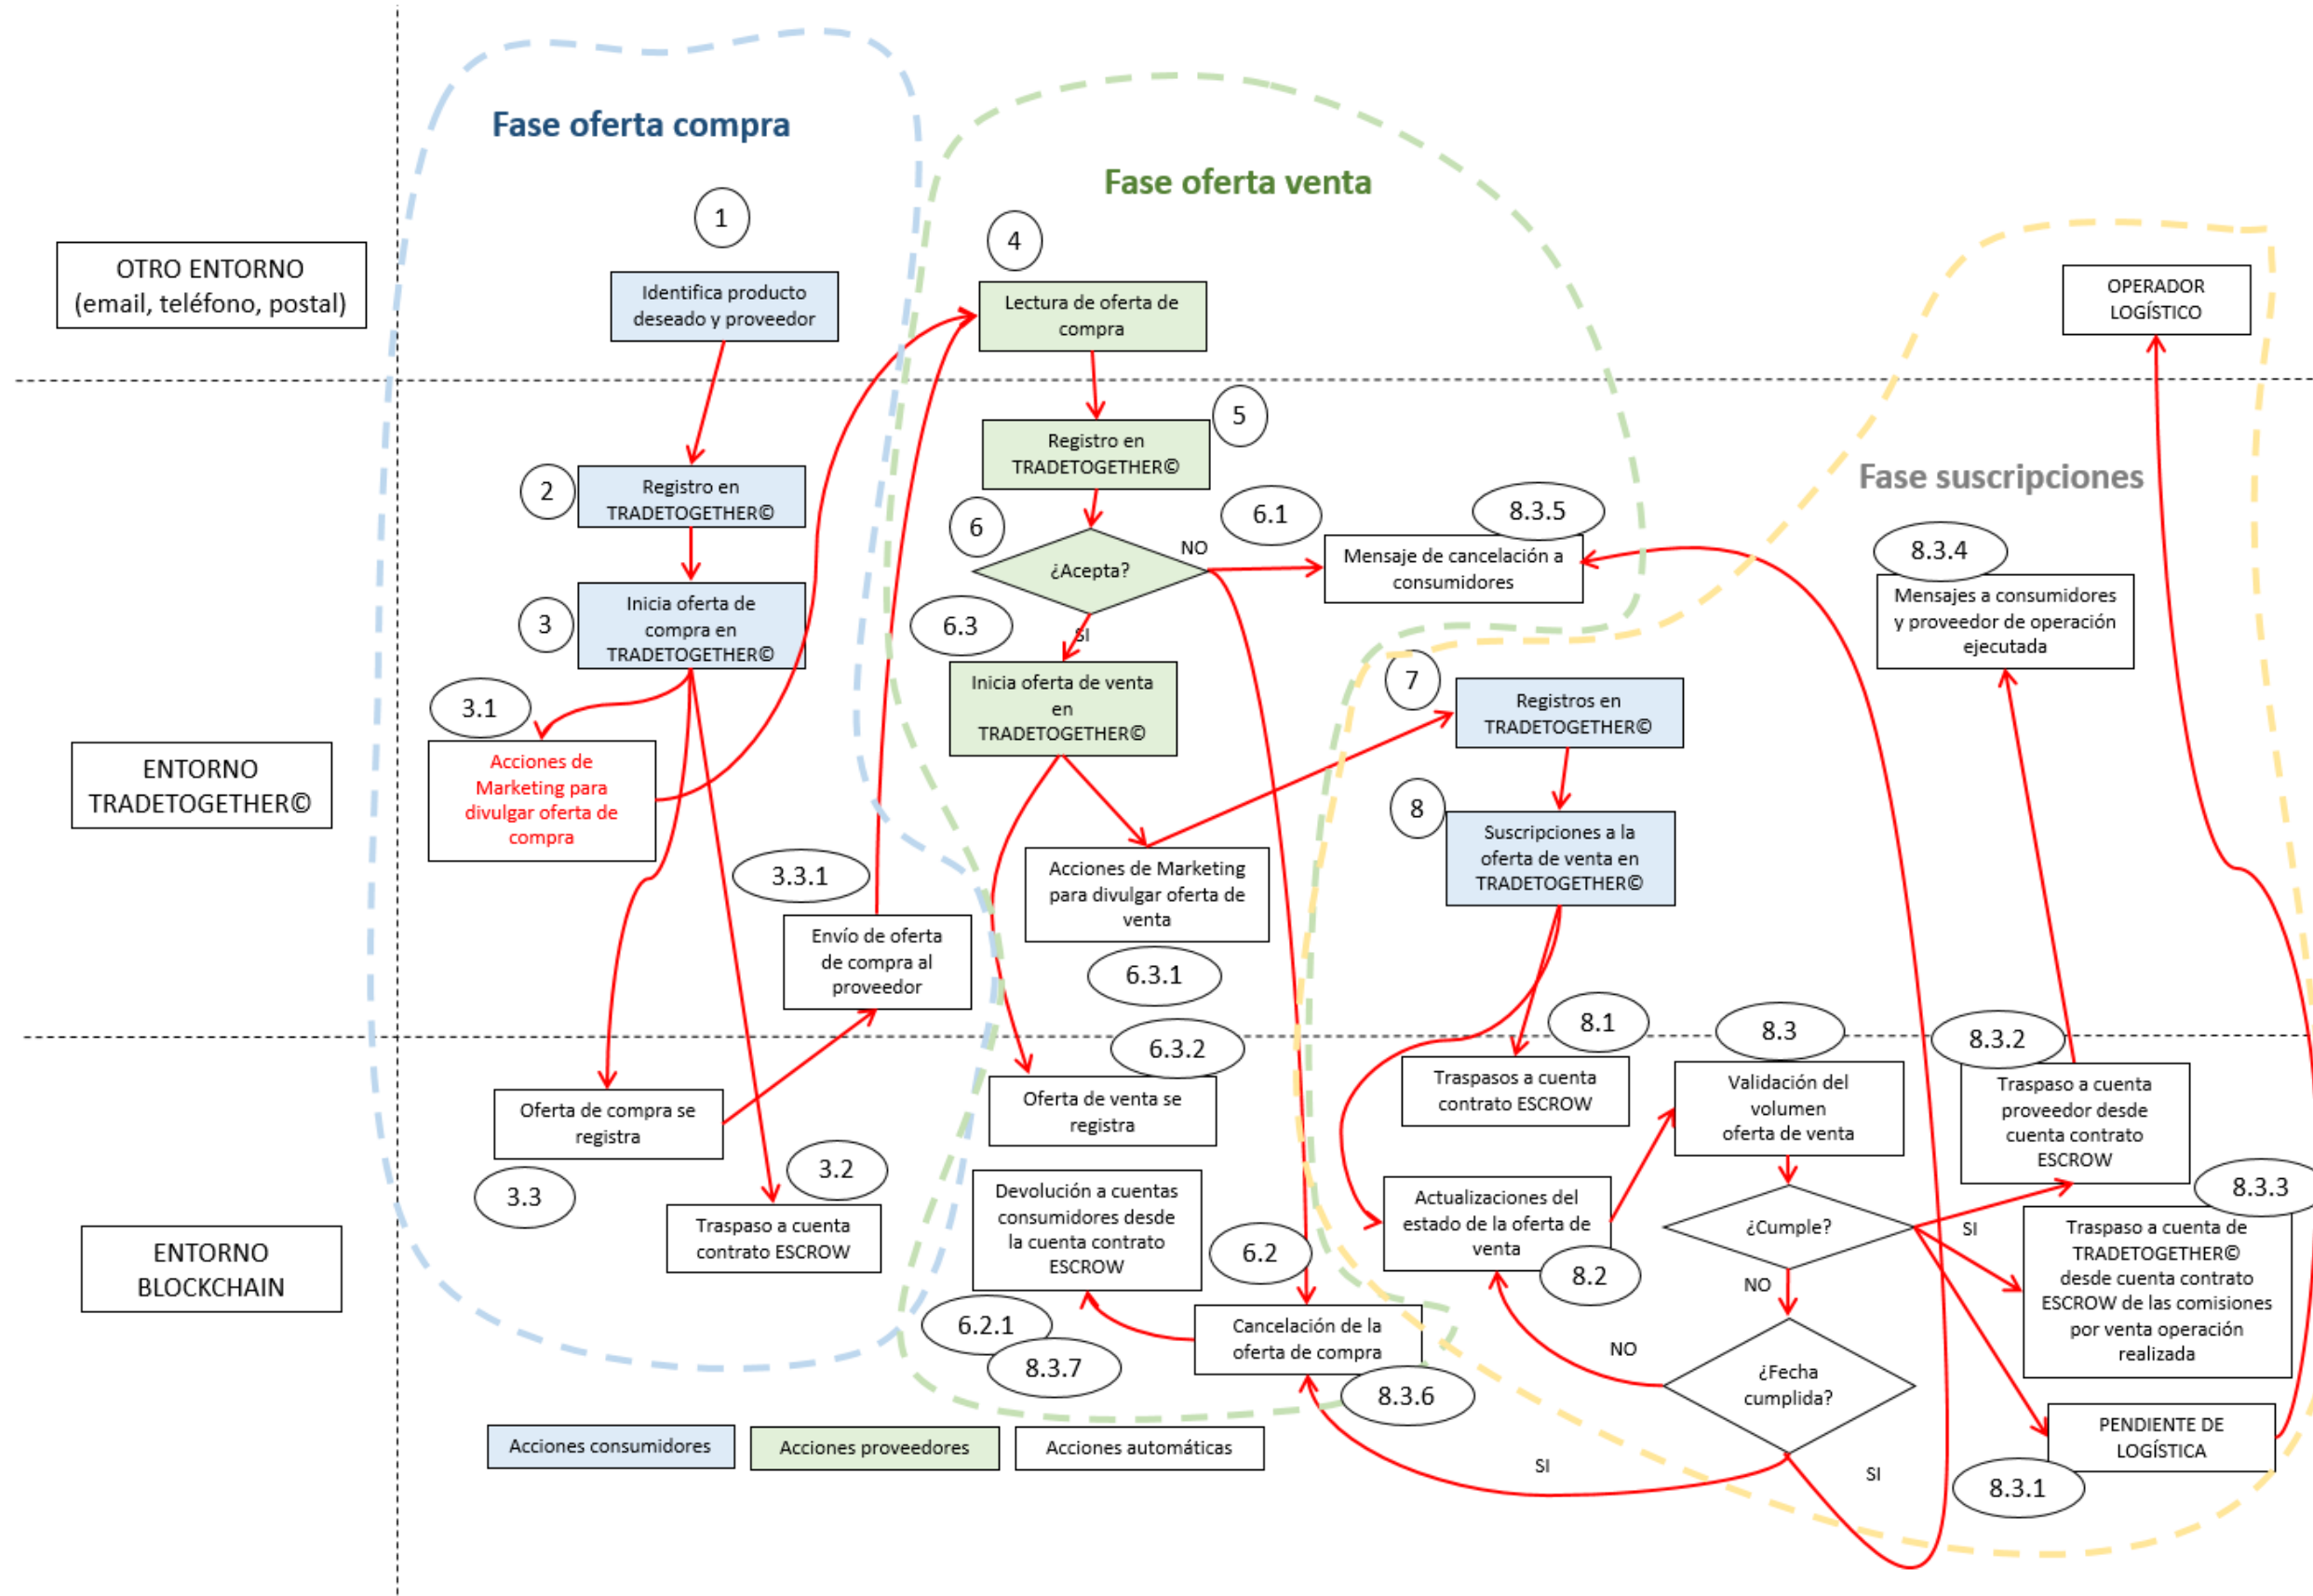 Fase oferta compra
Fase oferta venta
1
4
OTRO ENTORNO
(email, teléfono, postal)
Identifica producto
deseado y proveedor
Lectura de oferta de
compra
OPERADOR
LOGÍSTICO
5
Registro en
TRADETOGETHER©
Fase suscripciones
2
Registro en
TRADETOGETHER©
6
6.1
8.3.5
NO
¿Acepta?
Mensaje de cancelación a
consumidores
8.3.4
Mensajes a consumidores
y proveedor de operación
ejecutada
3
Inicia oferta de
compra en
TRADETOGETHER©
6.3
SI
Inicia oferta de venta
en
TRADETOGETHER©
7
Registros en
TRADETOGETHER©
3.1
ENTORNO
TRADETOGETHER©
Acciones de
Marketing para
divulgar oferta de
compra
8
Suscripciones a la
oferta de venta en
TRADETOGETHER©
3.3.1
Envío de oferta
de compra al
proveedor
Acciones de Marketing
para divulgar oferta de
venta
6.3.1
8.1
8.3
8.3.2
6.3.2
Oferta de compra se
registra
3.3
3.2
Traspaso a cuenta
contrato ESCROW
Oferta de venta se
registra
Traspasos a cuenta
contrato ESCROW
Validación del
volumen
oferta de venta
Traspaso a cuenta
proveedor desde
cuenta contrato
ESCROW
8.3.3
ENTORNO
BLOCKCHAIN
Devolución a cuentas
consumidores desde
la cuenta contrato
ESCROW
6.2
Actualizaciones del
estado de la oferta de
venta
8.2
¿Cumple?
SI
NO
Traspaso a cuenta de
TRADETOGETHER©
desde cuenta contrato
ESCROW de las comisiones
por venta operación
realizada
6.2.1
8.3.7
Cancelación de la
oferta de compra
8.3.6
NO
¿Fecha
cumplida?
PENDIENTE DE
LOGÍSTICA
8.3.1
SI
SI
Acciones consumidores
Acciones proveedores
Acciones automáticas